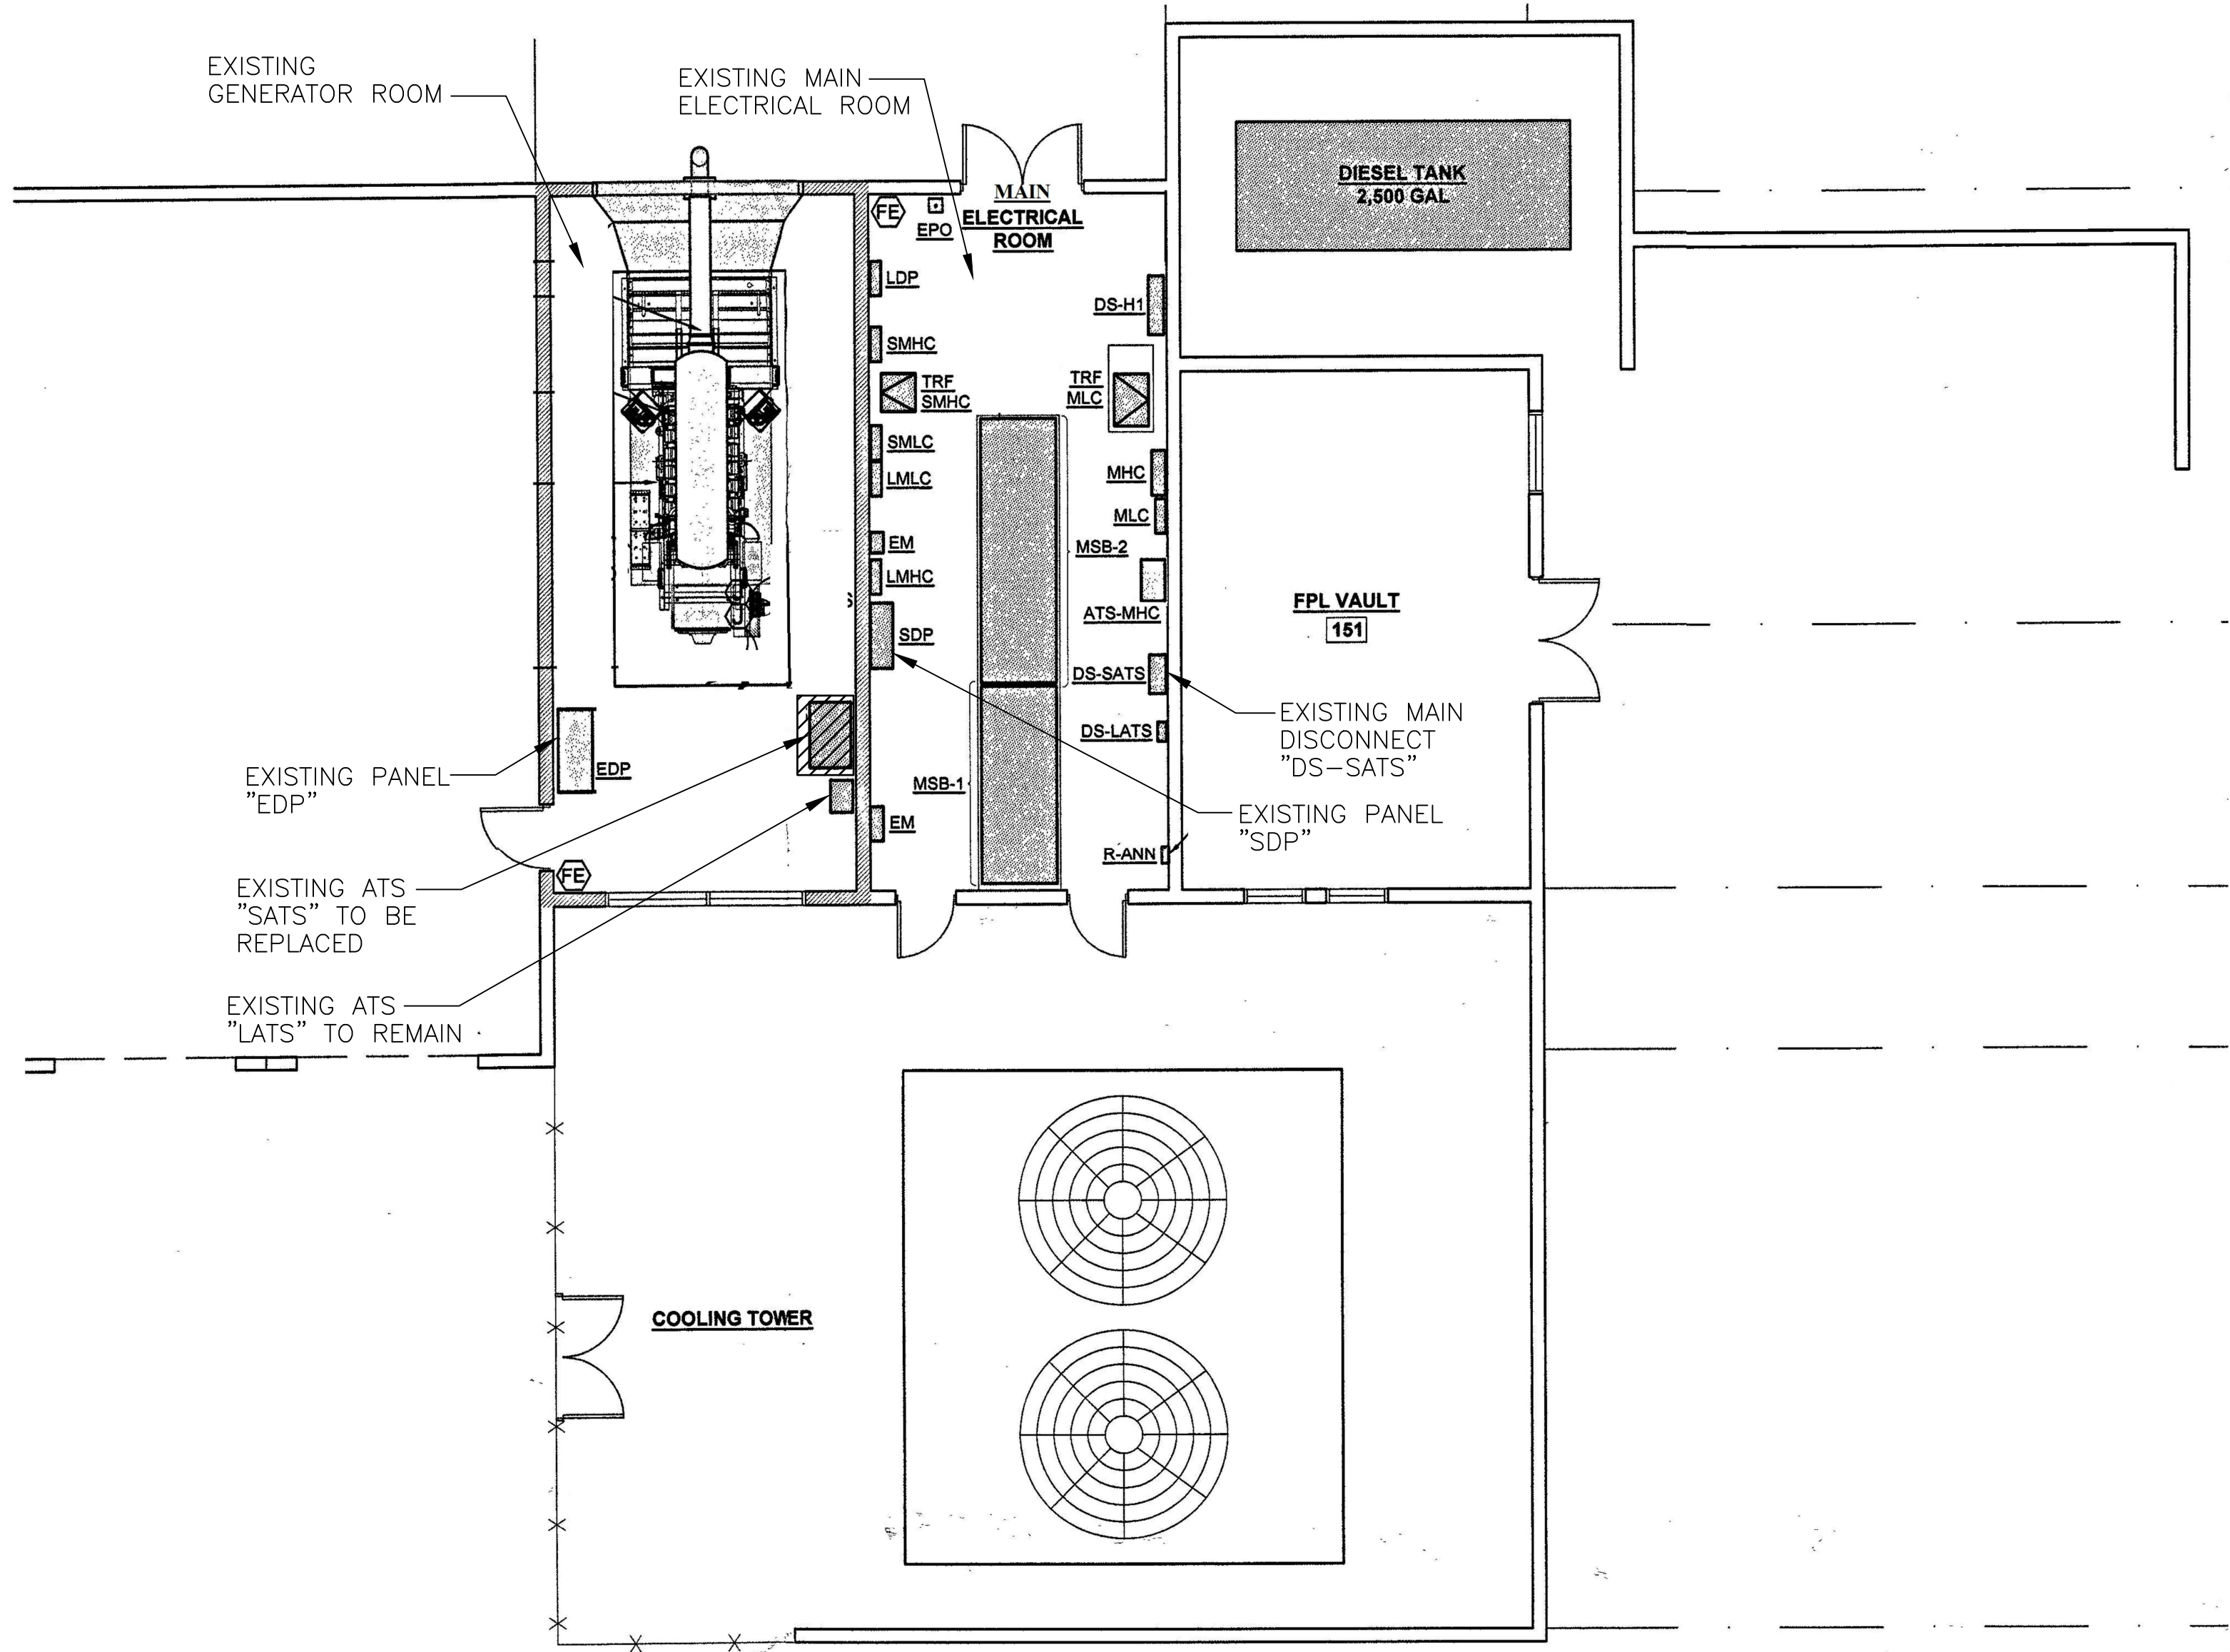 EXISTING
GENERATOR ROOM
EXISTING MAIN
ELECTRICAL ROOM
DIESEL TANK
2,500 GAL
MAIN
ELECTRICAL
ROOM
FE
EPO
LDP
DS-H1
SMHC
TRF
SMHC
TRF
MLC
SMLC
LMLC
MHC
MLC
EM
MSB-2
LMHC
ATS-MHC
SDP
FPL VAULT
151
DS-SATS
DS-LATS
EXISTING MAIN
DISCONNECT
"DS-SATS"
EXISTING PANEL
"EDP"
EDP
MSB-1
EM
EXISTING PANEL
"SDP"
R-ANN
FE
EXISTING ATS
"SATS" TO BE
REPLACED
EXISTING ATS
"LATS" TO REMAIN
COOLING TOWER